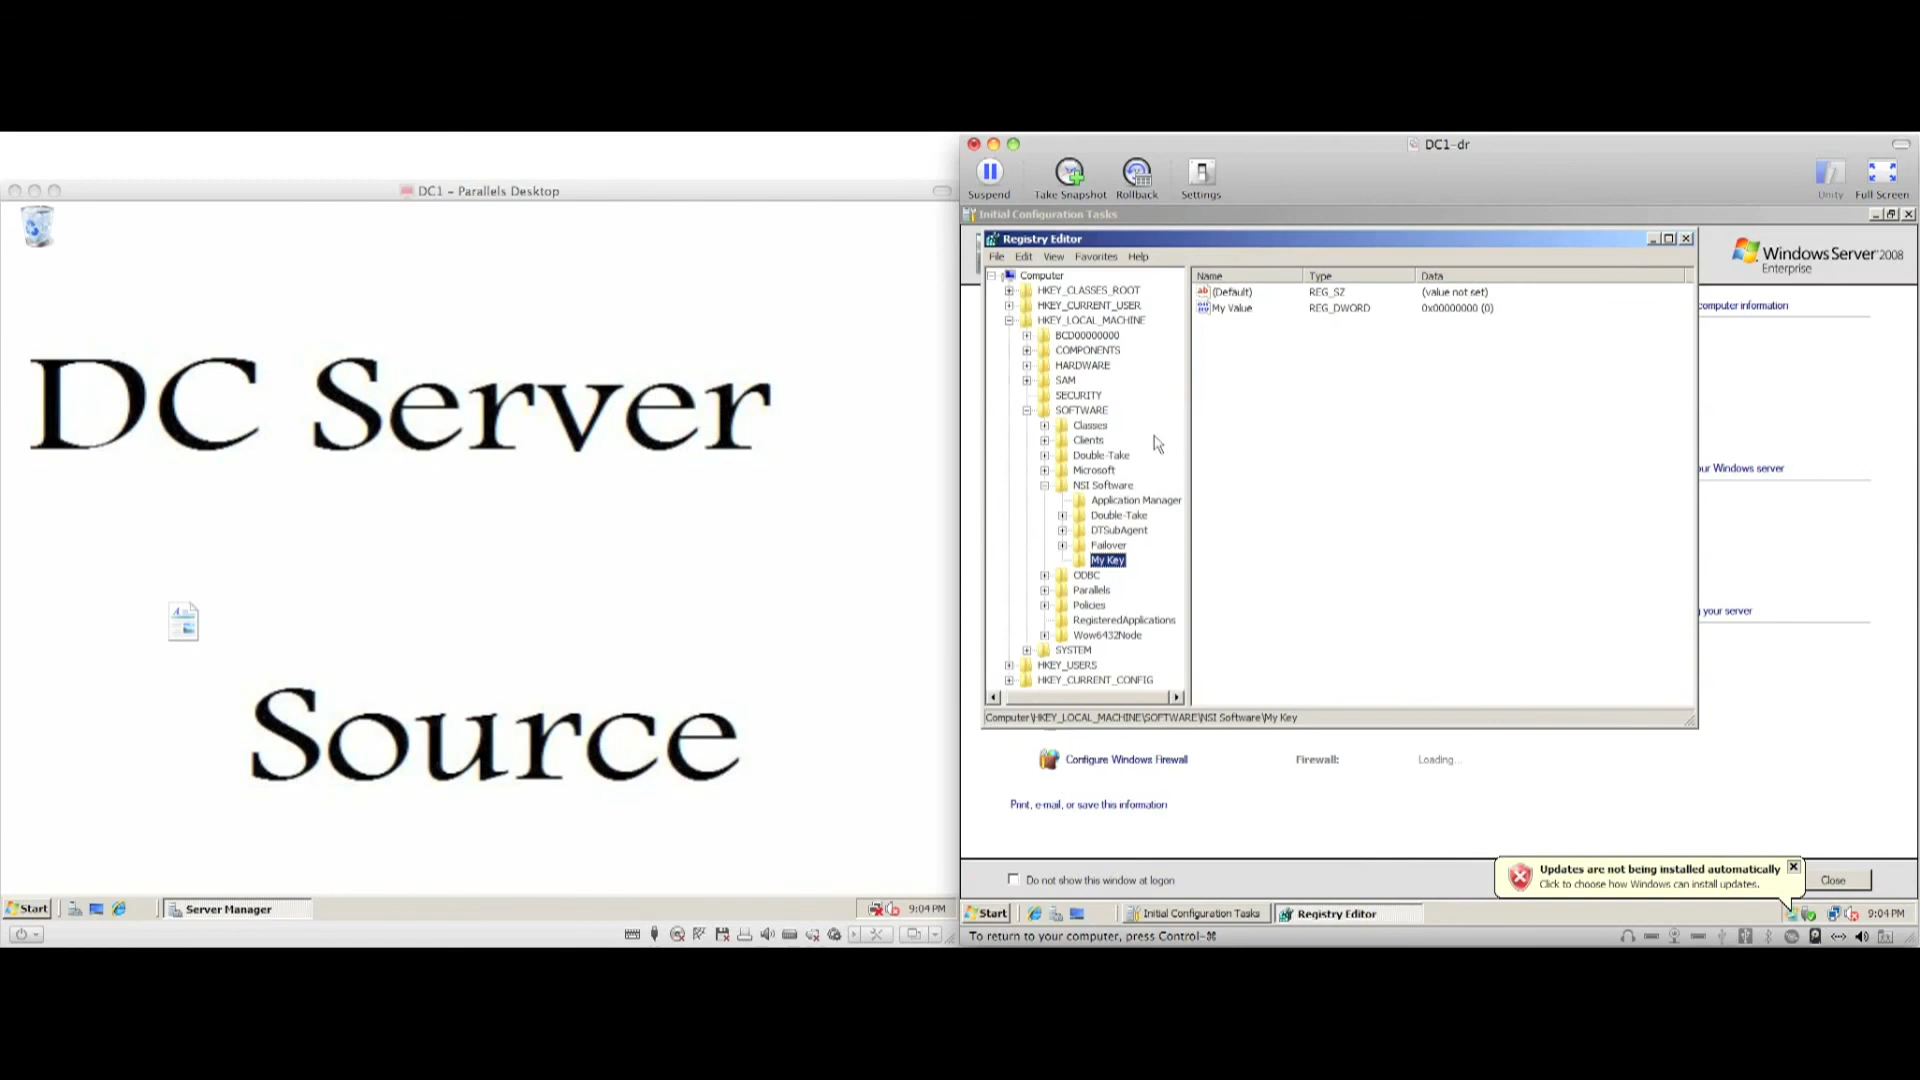 DC1 - Parallels Desktop
DC Server
Source
Start
Server Manager
9:04 PM
DC1-dr
Suspend
Take Snapshot
Rollback
Settings
Unity
Full Screen
Initial Configuration Tasks
Registry Editor
File Edit View Favorites Help
Computer
HKEY_CLASSES_ROOT
HKEY_CURRENT_USER
HKEY_LOCAL_MACHINE
BCD00000000
COMPONENTS
HARDWARE
SAM
SECURITY
SOFTWARE
Classes
Clients
Double-Take
Microsoft
NSI Software
Application Manager
Double-Take
DTSubAgent
Failover
My Key
ODBC
Parallels
Policies
RegisteredApplications
Wow6432Node
SYSTEM
HKEY_USERS
HKEY_CURRENT_CONFIG
Name Type Data
(Default) REG_SZ (value not set)
My Value REG_DWORD 0x00000000 (0)
Computer\HKEY_LOCAL_MACHINE\SOFTWARE\NSI Software\My Key
Windows Server 2008
Enterprise
computer information
ur Windows server
your server
Configure Windows Firewall
Firewall:
Loading...
Print, e-mail, or save this information
Do not show this window at logon
Updates are not being installed automatically
Click to choose how Windows can install updates.
Close
Start
Initial Configuration Tasks
Registry Editor
9:04 PM
To return to your computer, press Control-⌘